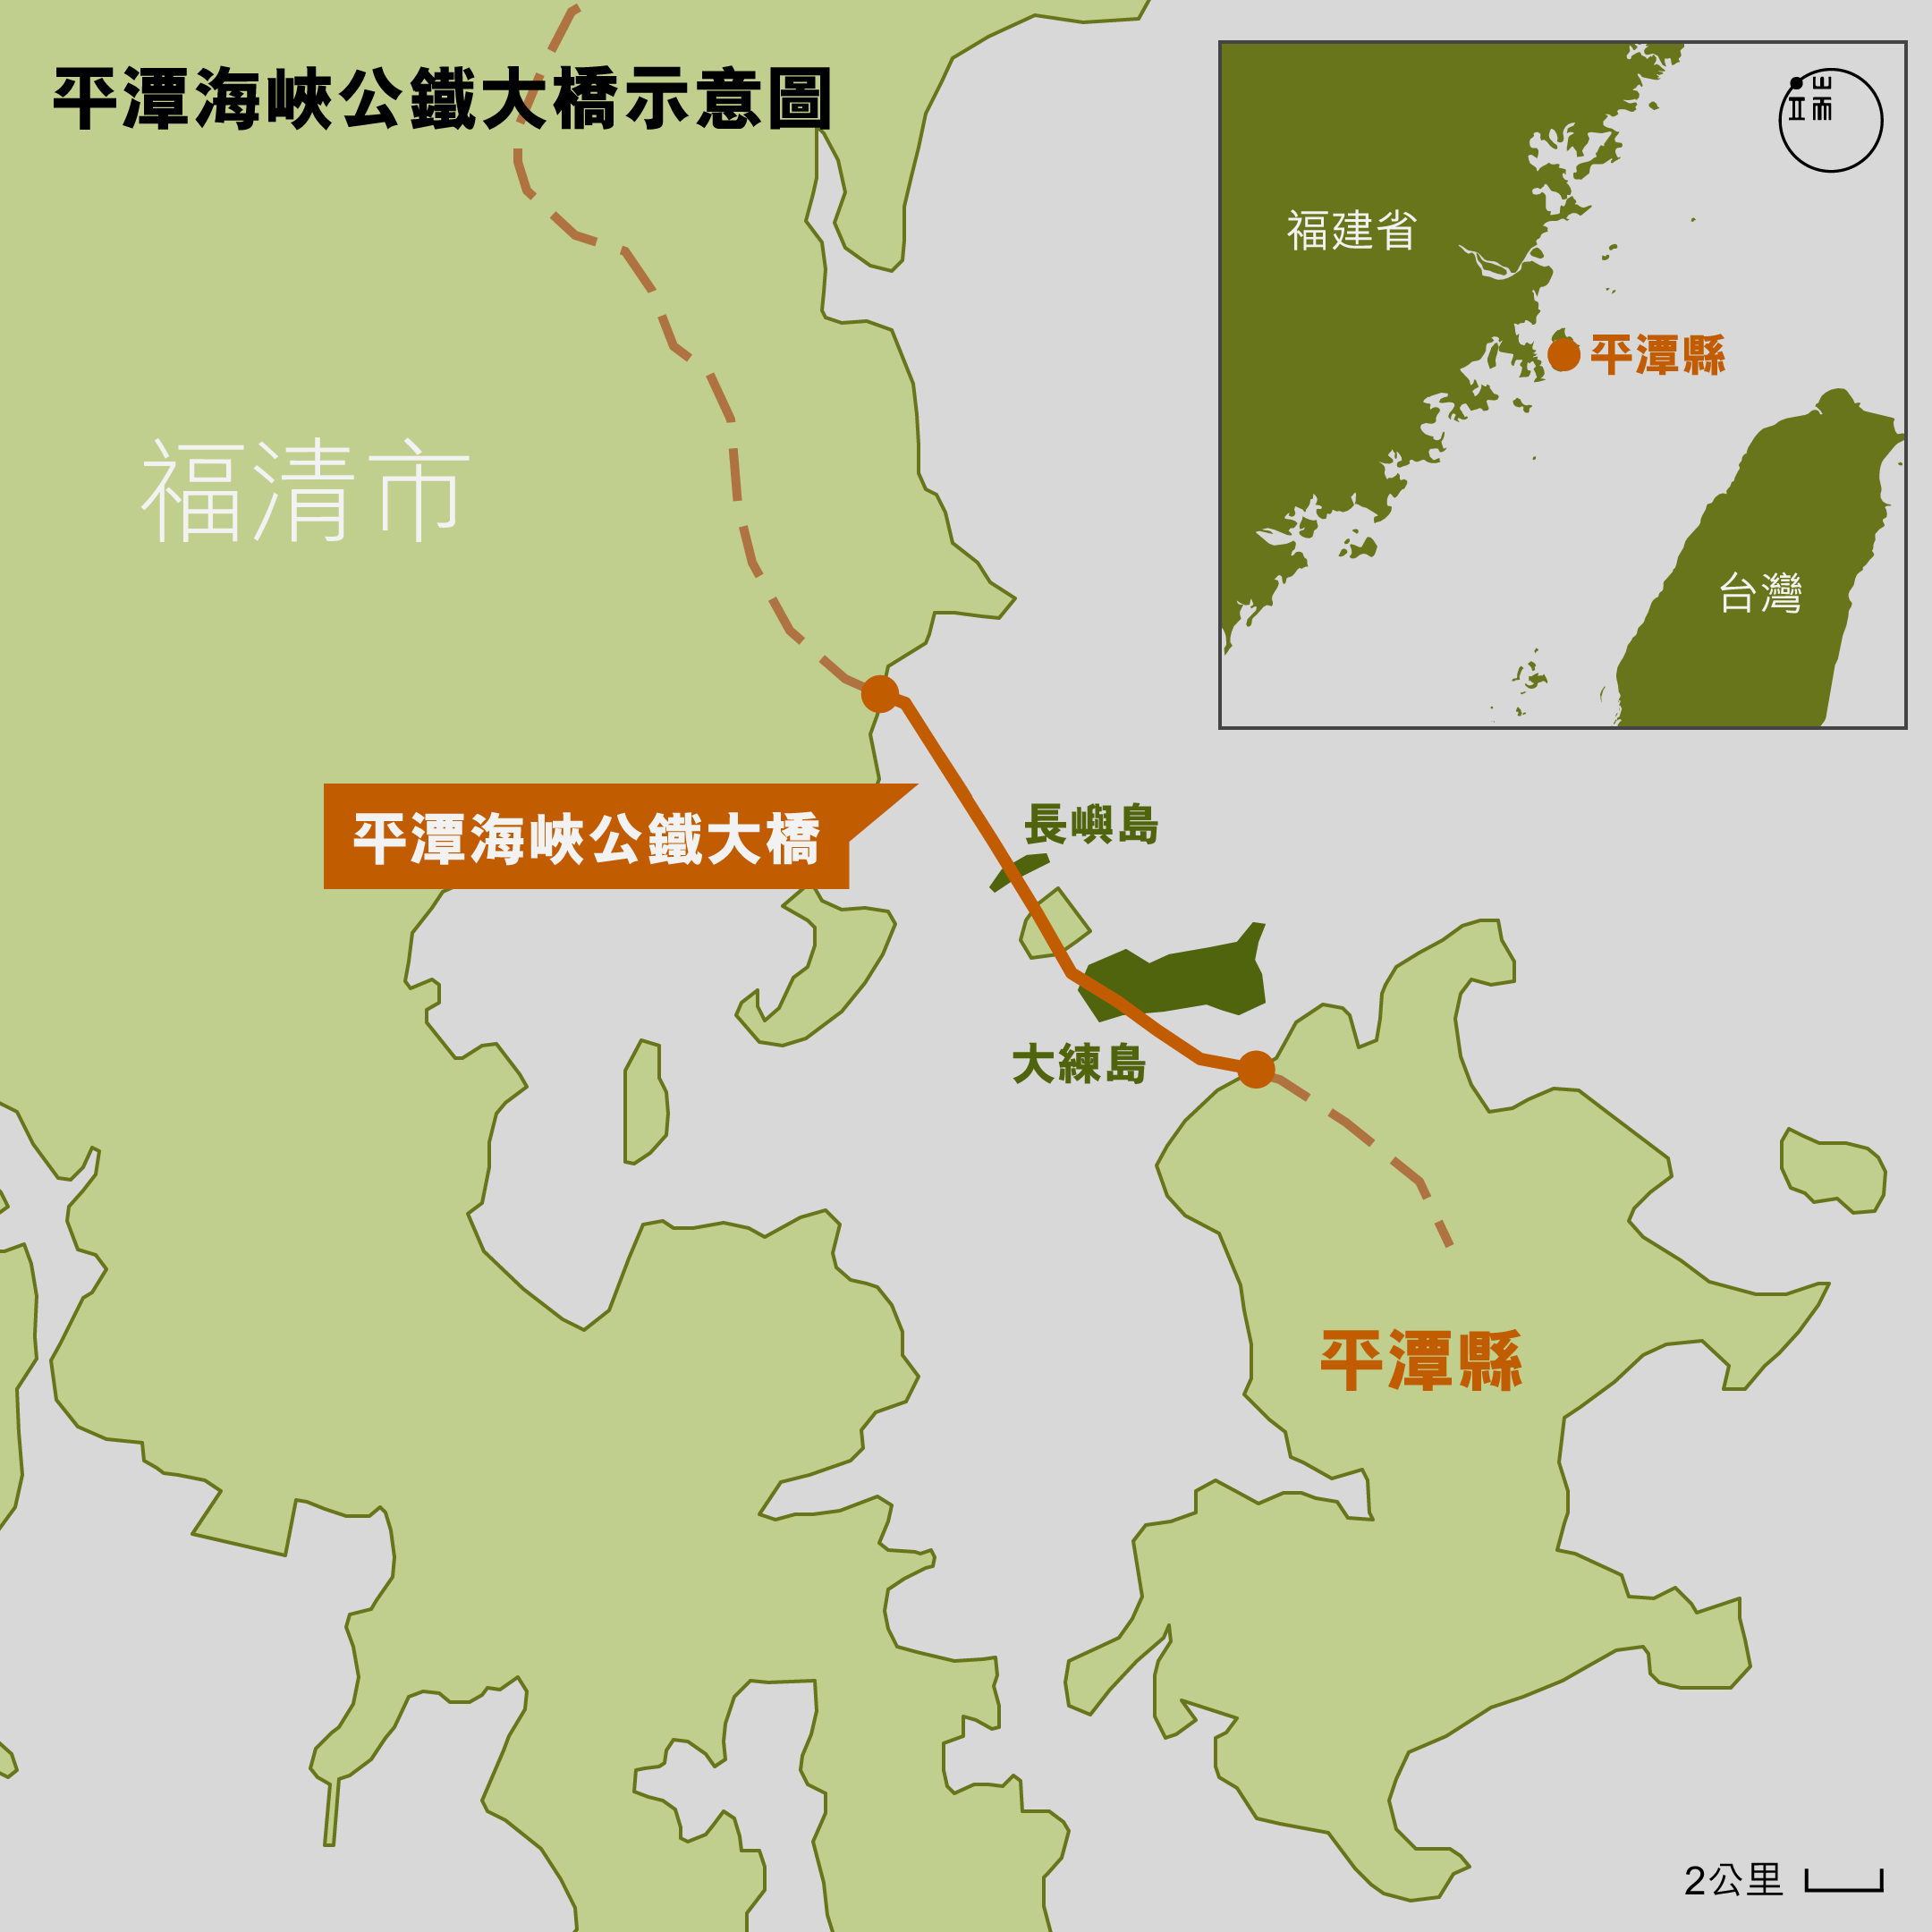 平潭海峽公鐵大橋示意圖
端
福建省
平潭縣
台灣
福清市
平潭海峽公鐵大橋
長嶼島
大練島
平潭縣
2公里